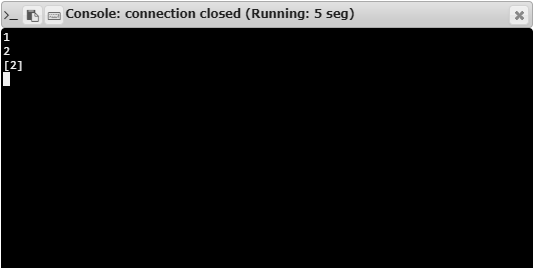 >_ Console: connection closed (Running: 5 seg)
1
2
[2]